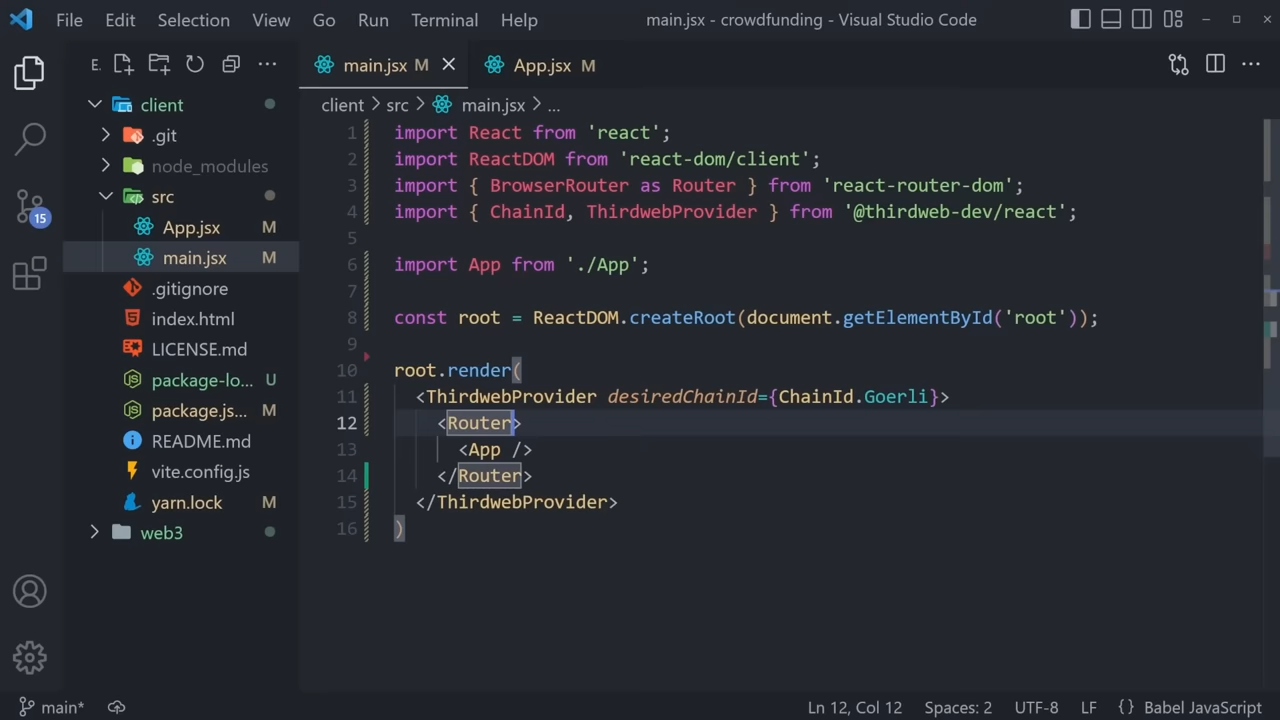 File Edit Selection View Go Run Terminal Help main.jsx - crowdfunding - Visual Studio Code
E.
main.jsx M
App.jsx M
client > src > main.jsx > ...
client
.git
node_modules
src
App.jsx M
main.jsx M
.gitignore
index.html
LICENSE.md
package-lo... U
package.js... M
README.md
vite.config.js
yarn.lock M
web3
15
1 import React from 'react';
2 import ReactDOM from 'react-dom/client';
3 import { BrowserRouter as Router } from 'react-router-dom';
4 import { ChainId, ThirdwebProvider } from '@thirdweb-dev/react';
5
6 import App from './App';
7
8 const root = ReactDOM.createRoot(document.getElementById('root'));
9
10 root.render(
11 <ThirdwebProvider desiredChainId={ChainId.Goerli}>
12 <Router>
13 <App />
14 </Router>
15 </ThirdwebProvider>
16 )
main* Ln 12, Col 12 Spaces: 2 UTF-8 LF {} Babel JavaScript